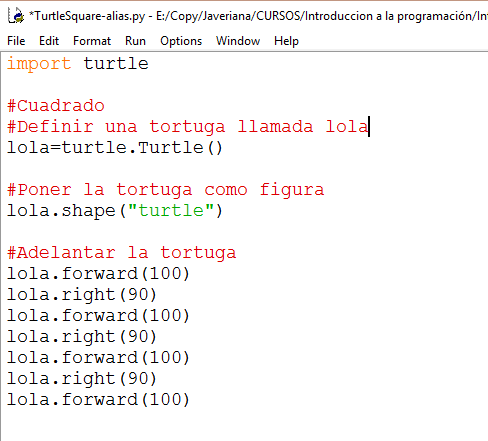 *TurtleSquare-alias.py - E:/Copy/Javeriana/CURSOS/Introduccion a la programación/In
File Edit Format Run Options Window Help
import turtle
#Cuadrado
#Definir una tortuga llamada lola
lola=turtle.Turtle()
#Poner la tortuga como figura
lola.shape("turtle")
#Adelantar la tortuga
lola.forward(100)
lola.right(90)
lola.forward(100)
lola.right(90)
lola.forward(100)
lola.right(90)
lola.forward(100)